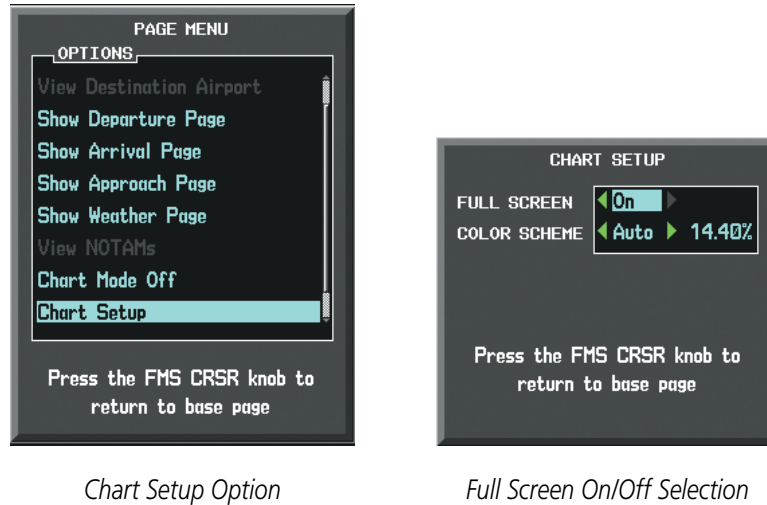 PAGE MENU
OPTIONS
View Destination Airport
Show Departure Page
Show Arrival Page
Show Approach Page
Show Weather Page
View NOTAMs
Chart Mode Off
Chart Setup
Press the FMS CRSR knob to
return to base page
Chart Setup Option
CHART SETUP
FULL SCREEN On
COLOR SCHEME Auto 14.40%
Press the FMS CRSR knob to
return to base page
Full Screen On/Off Selection